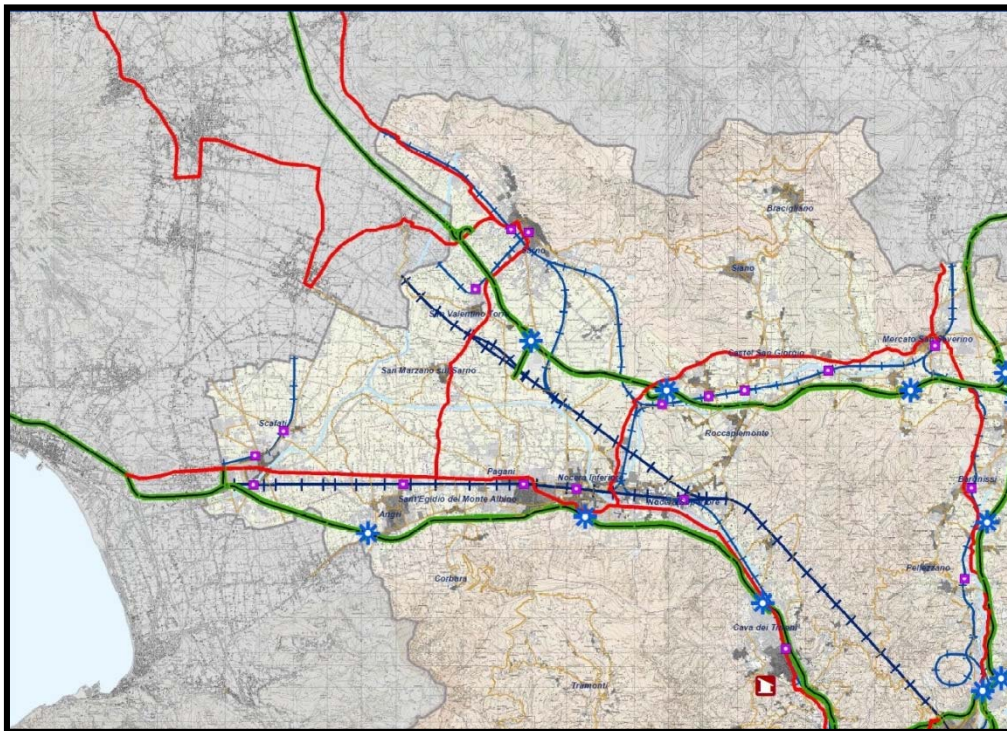 Bracigliano
Sarno
Siano
San Valentino Torio
Mercato San Severino
Castel San Giorgio
San Marzano sul Sarno
Scafati
Roccapiemonte
Pagani
Nocera Inferiore
Baronissi
Sant'Egidio del Monte Albino
Angri
Pellezzano
Corbara
Cava dei Tirreni
Tramonti